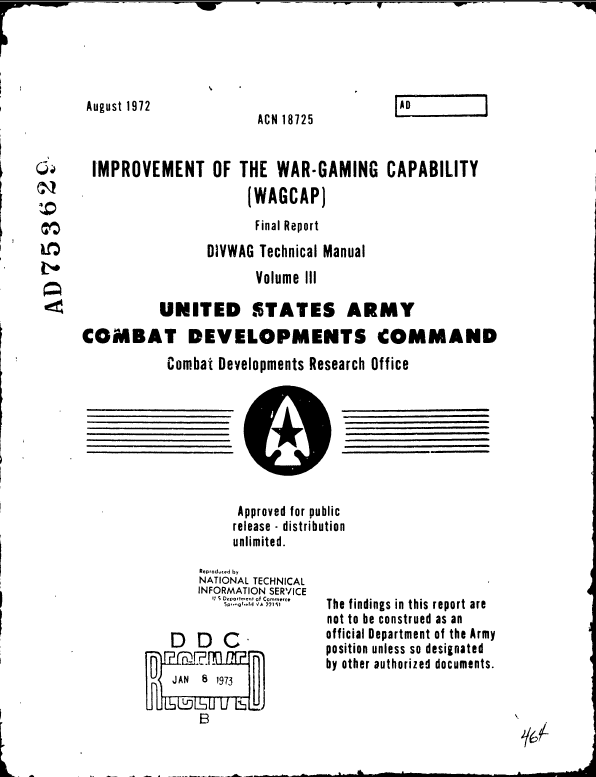 August 1972
AD
ACN 18725
AD753629
IMPROVEMENT OF THE WAR-GAMING CAPABILITY
(WAGCAP)
Final Report
DIVWAG Technical Manual
Volume III
UNITED STATES ARMY
COMBAT DEVELOPMENTS COMMAND
Combat Developments Research Office
Approved for public
release - distribution
unlimited.
Reproduced by
NATIONAL TECHNICAL
INFORMATION SERVICE
U S Department of Commerce
Springfield VA 22151
The findings in this report are
not to be construed as an
official Department of the Army
position unless so designated
by other authorized documents.
D D C
RECEIVED
JAN 8 1973
RECEIVED
B
464